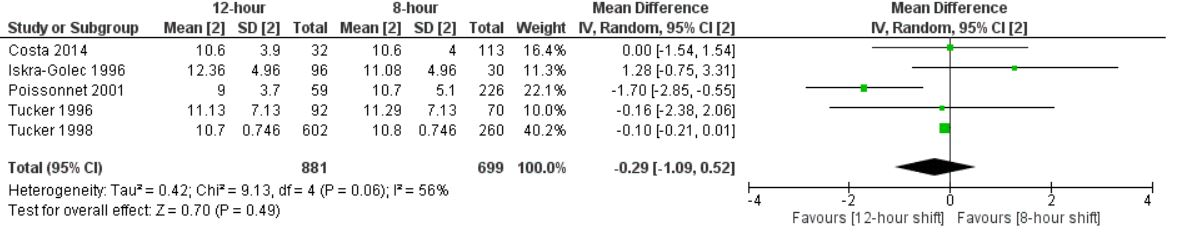 12-hour 8-hour Mean Difference Mean Difference
Study or Subgroup Mean [2] SD [2] Total Mean [2] SD [2] Total Weight IV, Random, 95% CI [2] IV, Random, 95% CI [2]
Costa 2014 10.6 3.9 32 10.6 4 113 16.4% 0.00 [-1.54, 1.54]
Iskra-Golec 1996 12.36 4.96 96 11.08 4.96 30 11.3% 1.28 [-0.75, 3.31]
Poissonnet 2001 9 3.7 59 10.7 5.1 226 22.1% -1.70 [-2.85, -0.55]
Tucker 1996 11.13 7.13 92 11.29 7.13 70 10.0% -0.16 [-2.38, 2.06]
Tucker 1998 10.7 0.746 602 10.8 0.746 260 40.2% -0.10 [-0.21, 0.01]
Total (95% CI) 881 699 100.0% -0.29 [-1.09, 0.52]
Heterogeneity: Tau² = 0.42; Chi² = 9.13, df = 4 (P = 0.06); I² = 56%
Test for overall effect: Z = 0.70 (P = 0.49)
-4 -2 0 2 4
Favours [12-hour shift] Favours [8-hour shift]